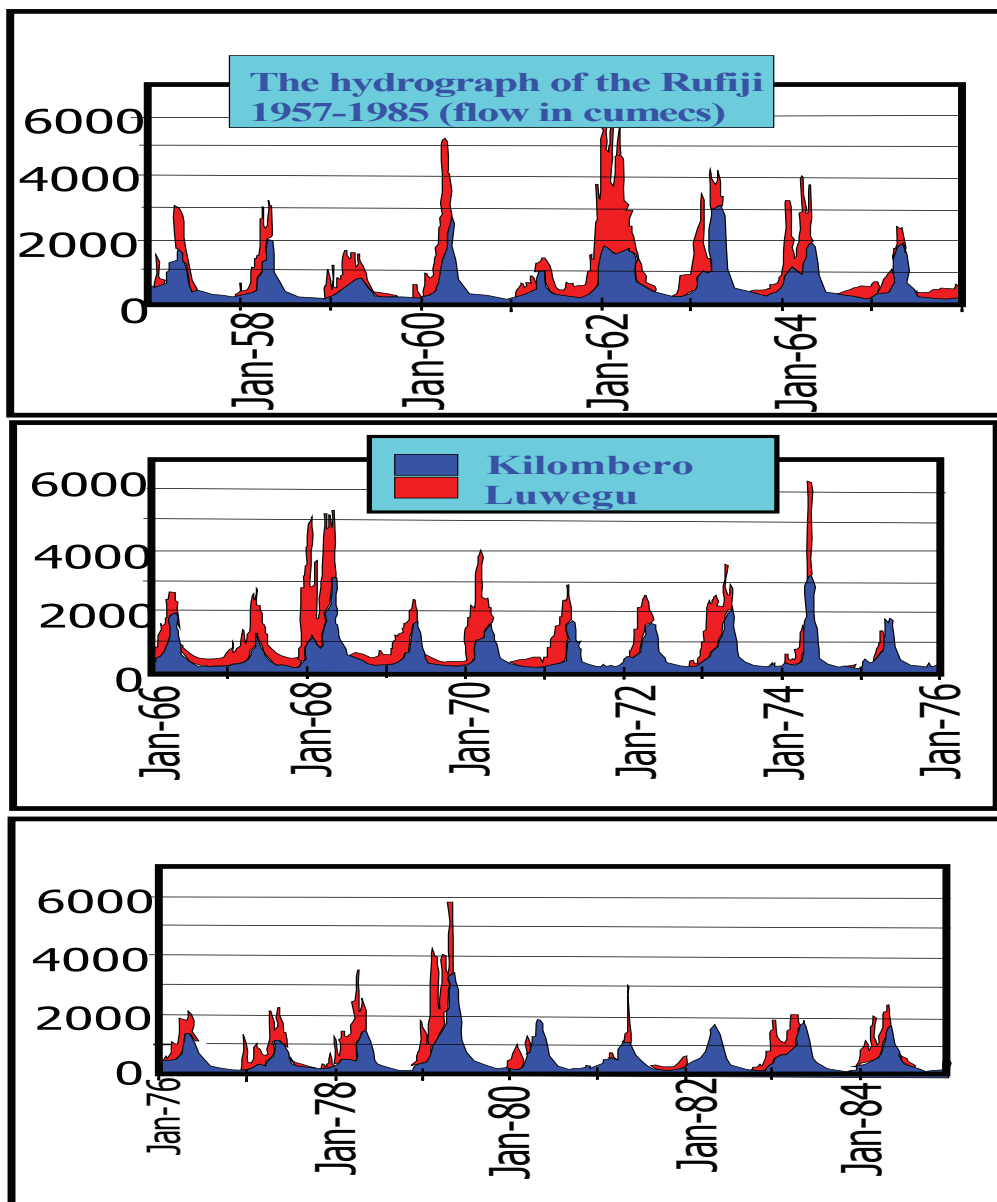 The hydrograph of the Rufiji
1957-1985 (flow in cumecs)
6000
4000
2000
0
Jan-58
Jan-60
Jan-62
Jan-64
Kilombero
Luwegu
6000
4000
2000
0
Jan-66
Jan-68
Jan-70
Jan-72
Jan-74
Jan-76
6000
4000
2000
0
Jan-76
Jan-78
Jan-80
Jan-82
Jan-84